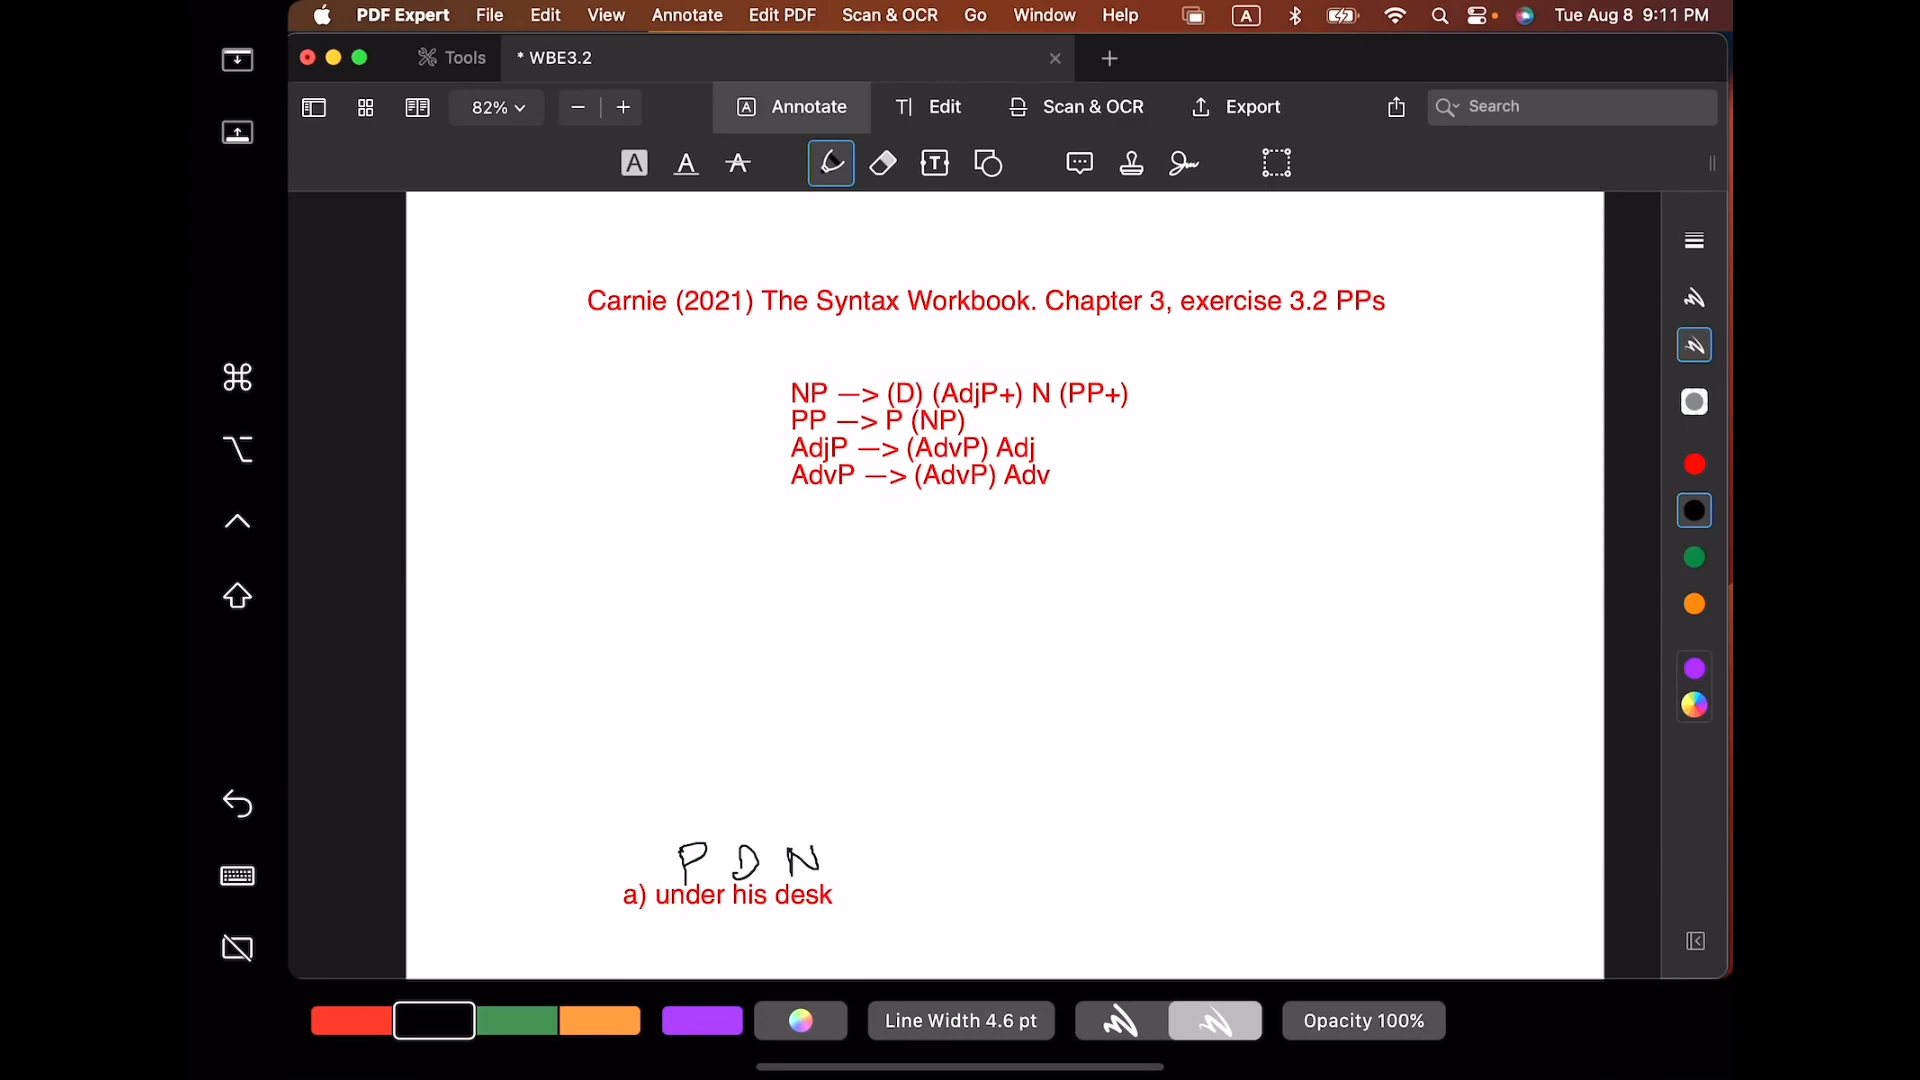 PDF Expert File Edit View Annotate Edit PDF Scan & OCR Go Window Help A Tue Aug 8 9:11 PM
Tools * WBE3.2
82% Annotate Edit Scan & OCR Export Search
A A A T
Carnie (2021) The Syntax Workbook. Chapter 3, exercise 3.2 PPs
NP —> (D) (AdjP+) N (PP+)
PP —> P (NP)
AdjP —> (AdvP) Adj
AdvP —> (AdvP) Adv
P D N
a) under his desk
Line Width 4.6 pt Opacity 100%